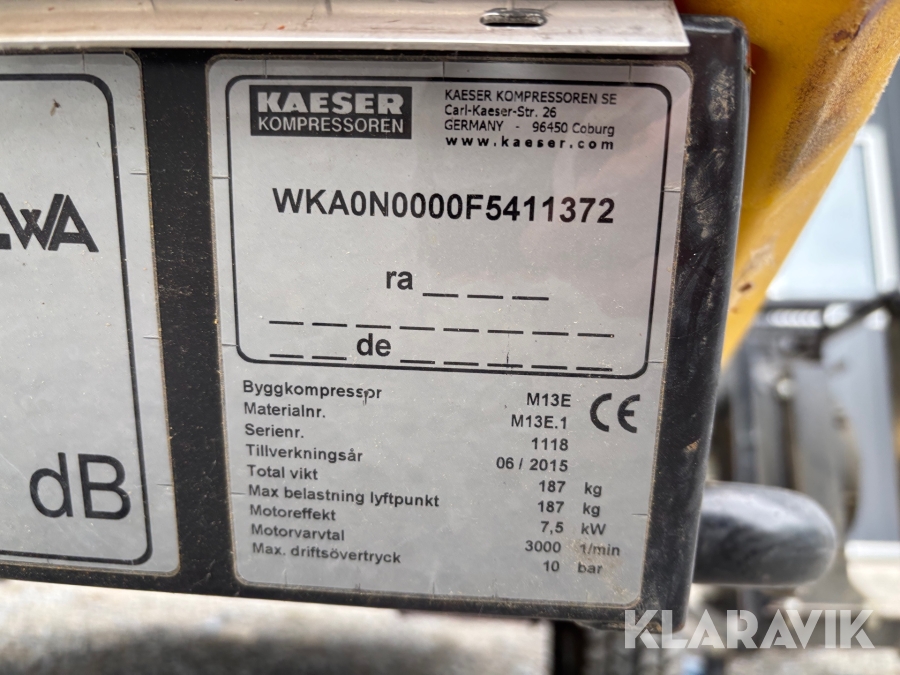 LWA
dB
KAESER
KOMPRESSOREN
KAESER KOMPRESSOREN SE
Carl-Kaeser-Str. 26
GERMANY - 96450 Coburg
www.kaeser.com
WKA0N0000F5411372
ra _ _ _
_ _ _ _ _ _ _ _ _
_ _ de _ _ _ _ _ _
Byggkompressor M13E
Materialnr. M13E.1
Serienr. 1118
Tillverkningsår 06 / 2015
Total vikt 187 kg
Max belastning lyftpunkt 187 kg
Motoreffekt 7,5 kW
Motorvarvtal 3000 1/min
Max. driftsövertryck 10 bar
CE
KLARAVIK